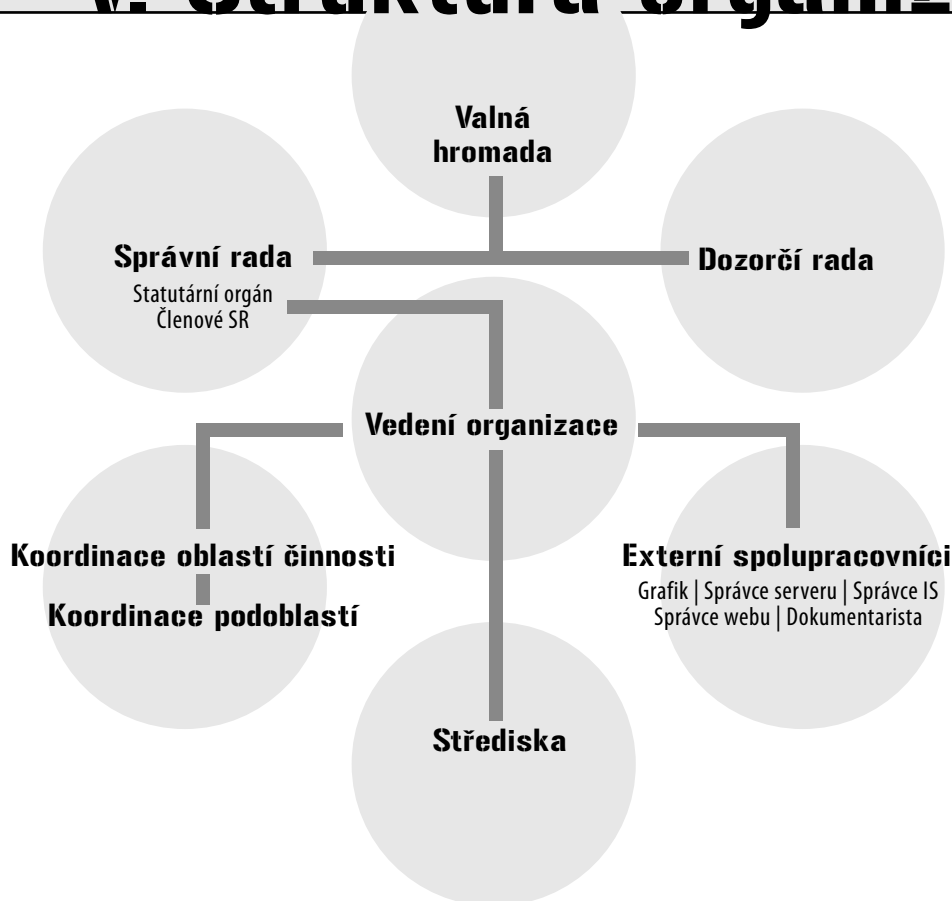 Valná
hromada
Správní rada
Statutární orgán
Členové SR
Dozorčí rada
Vedení organizace
Koordinace oblastí činnosti
Koordinace podoblastí
Externí spolupracovníci
Grafik | Správce serveru | Správce IS
Správce webu | Dokumentarista
Střediska